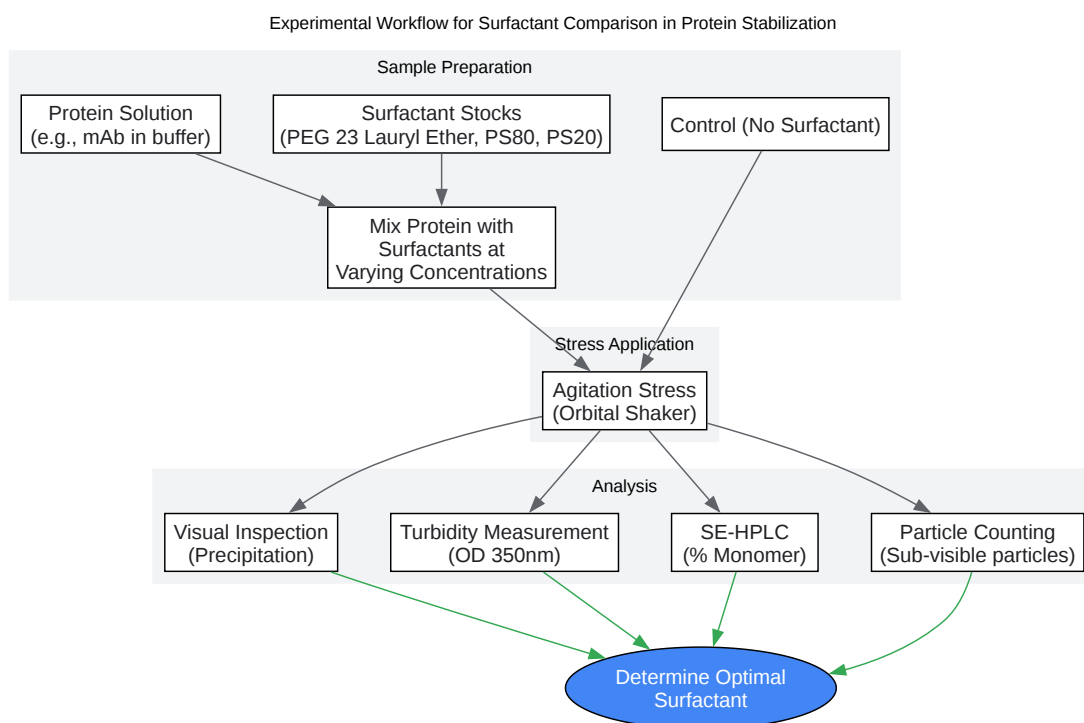 Experimental Workflow for Surfactant Comparison in Protein Stabilization
Sample Preparation
Protein Solution
(e.g., mAb in buffer)
Surfactant Stocks
(PEG 23 Lauryl Ether, PS80, PS20)
Control (No Surfactant)
Mix Protein with
Surfactants at
Varying Concentrations
Stress Application
Agitation Stress
(Orbital Shaker)
Analysis
Visual Inspection
(Precipitation)
Turbidity Measurement
(OD 350nm)
SE-HPLC
(% Monomer)
Particle Counting
(Sub-visible particles)
Determine Optimal
Surfactant